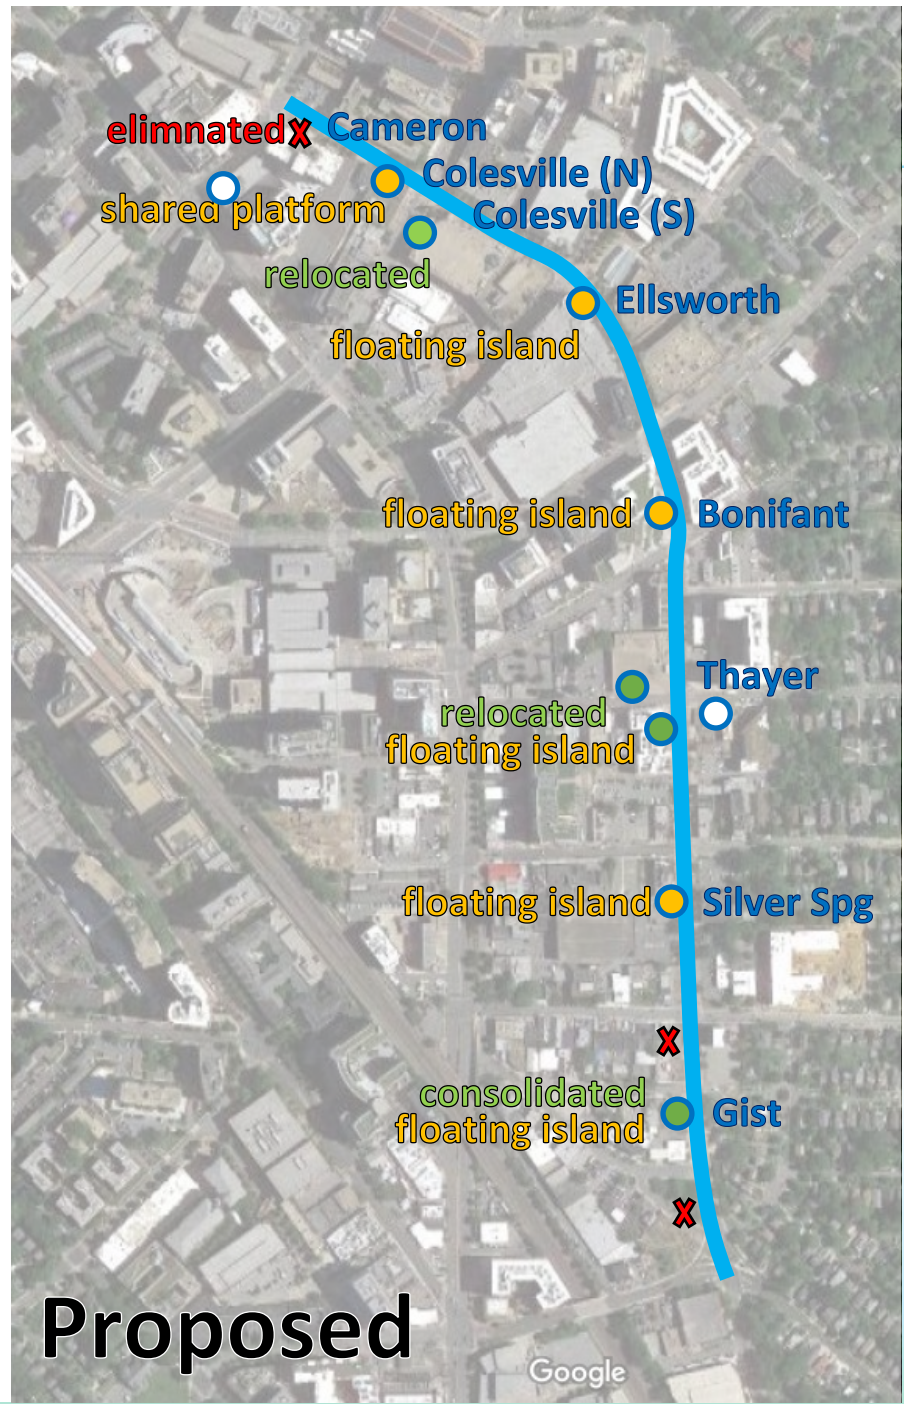 elimnated X Cameron
Colesville (N)
shared platform
Colesville (S)
relocated
Ellsworth
floating island
floating island Bonifant
Thayer
relocated
floating island
floating island Silver Spg
X
consolidated
floating island
Gist
X
Proposed
Google